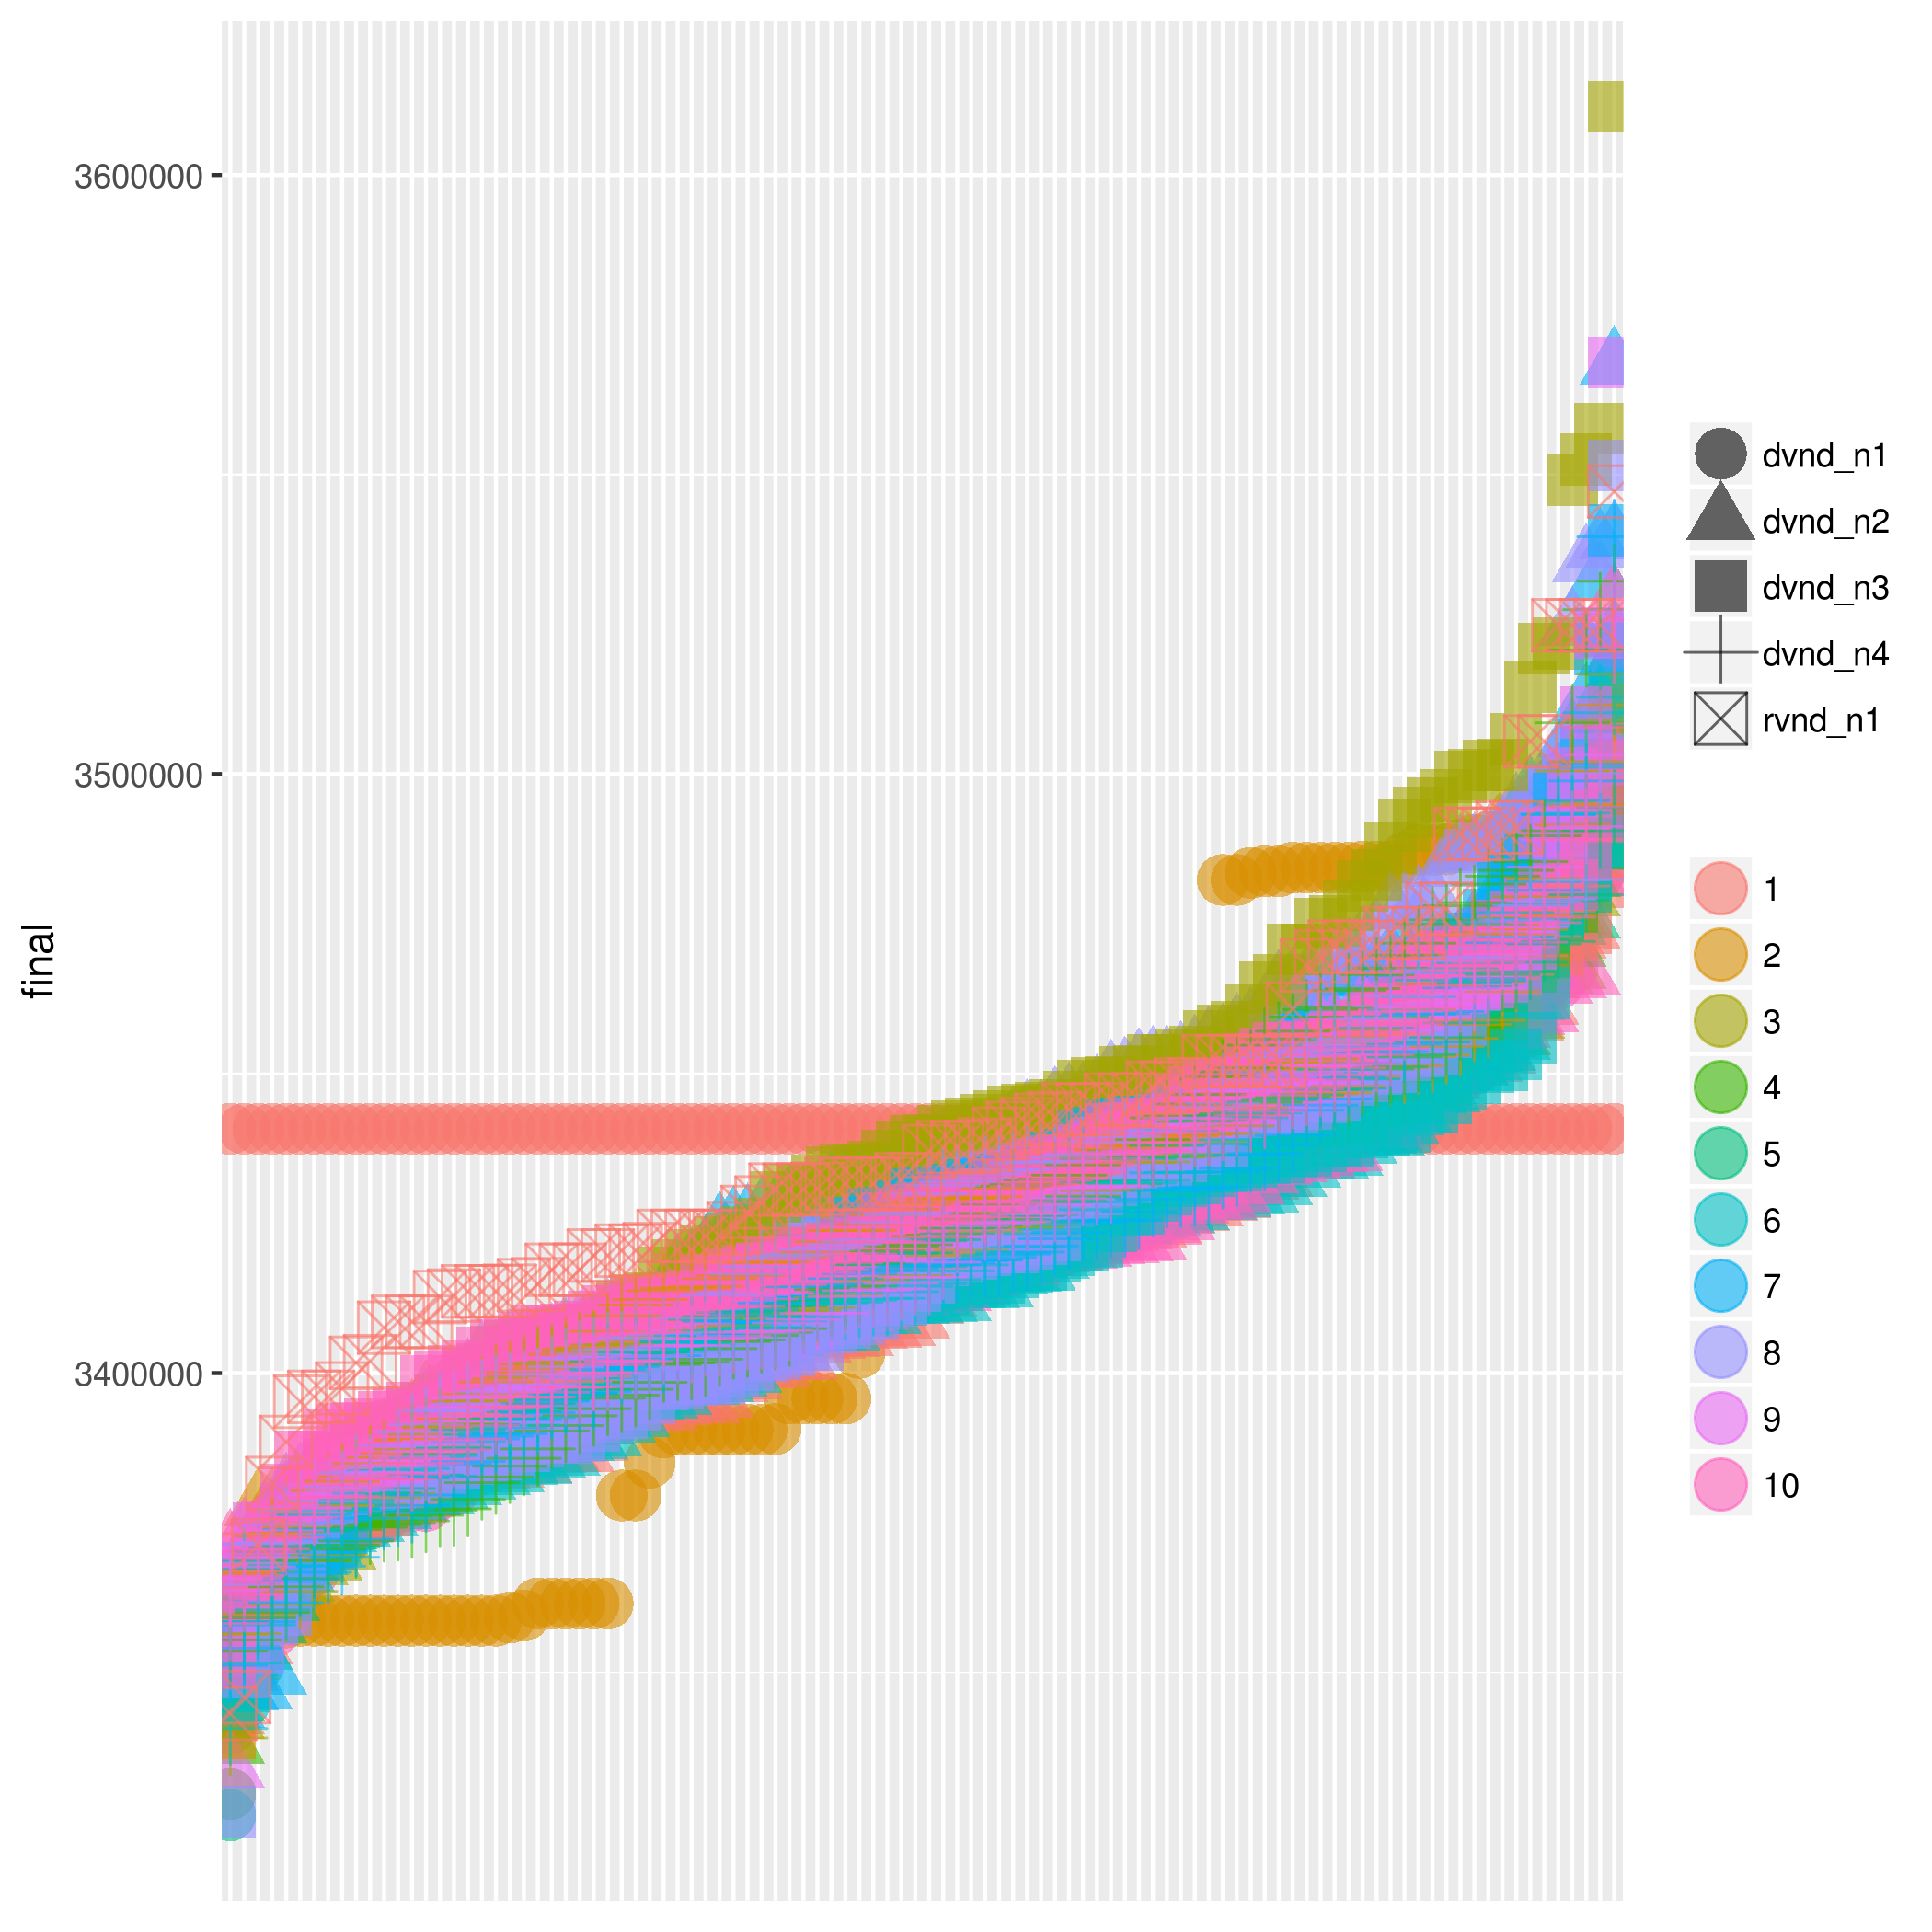 final
3600000
3500000
3400000
dvnd_n1
dvnd_n2
dvnd_n3
dvnd_n4
rvnd_n1
1
2
3
4
5
6
7
8
9
10